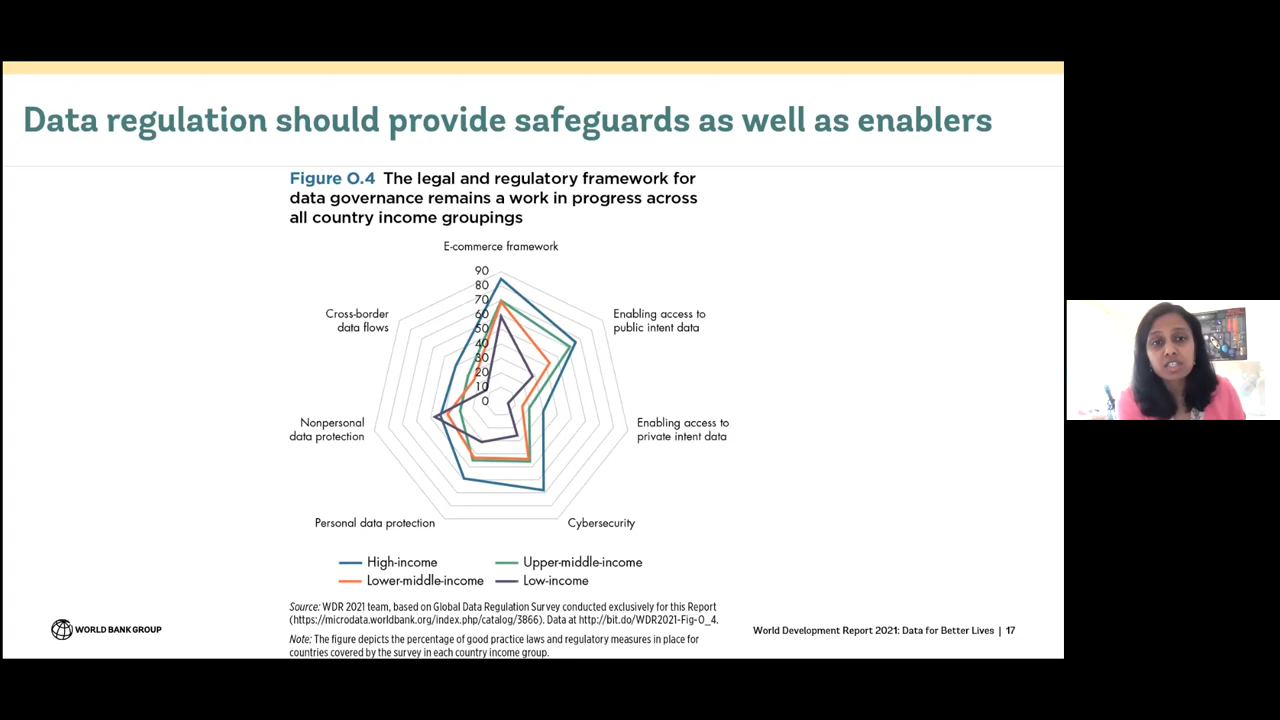 Data regulation should provide safeguards as well as enablers
Figure O.4 The legal and regulatory framework for
data governance remains a work in progress across
all country income groupings
E-commerce framework
90
80
70
60
50
40
30
20
10
0
Cross-border
data flows
Enabling access to
public intent data
Nonpersonal
data protection
Enabling access to
private intent data
Personal data protection
Cybersecurity
High-income
Upper-middle-income
Lower-middle-income
Low-income
Source: WDR 2021 team, based on Global Data Regulation Survey conducted exclusively for this Report
(https://microdata.worldbank.org/index.php/catalog/3866). Data at http://bit.do/WDR2021-Fig-O_4.
Note: The figure depicts the percentage of good practice laws and regulatory measures in place for
countries covered by the survey in each country income group.
WORLD BANK GROUP
World Development Report 2021: Data for Better Lives | 17